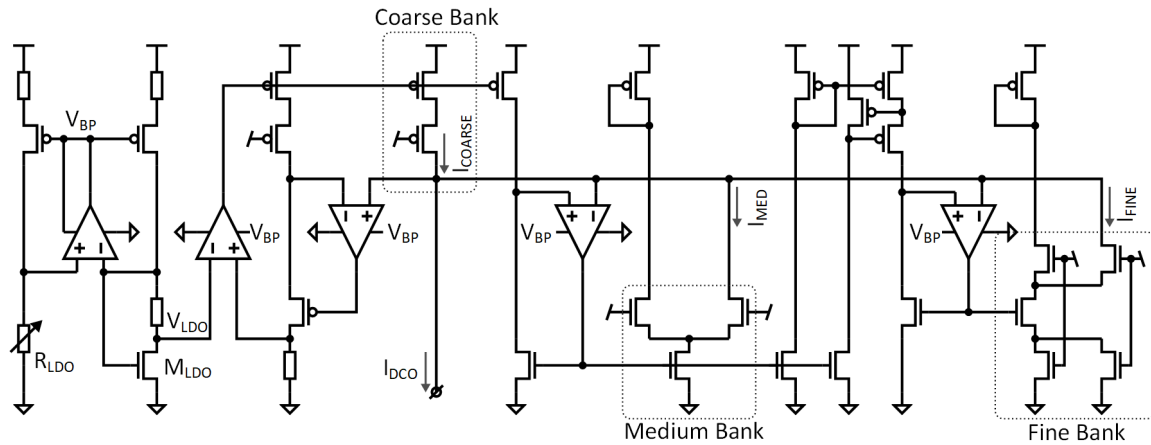 Coarse Bank
V_BP
I_COARSE
V_BP
V_BP
V_BP
I_MED
V_BP
I_FINE
V_LDO
R_LDO
M_LDO
I_DCO
Medium Bank
Fine Bank